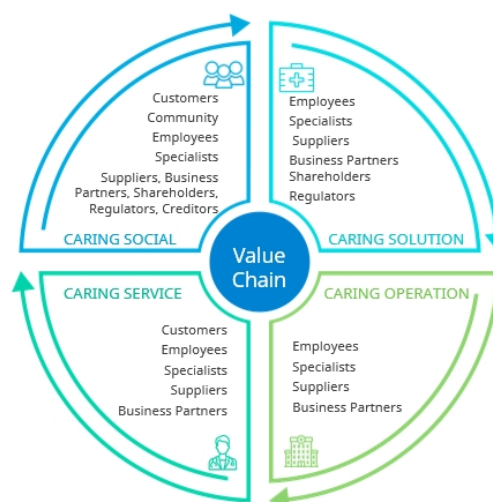 Customers
Community
Employees
Specialists
Suppliers, Business
Partners, Shareholders,
Regulators, Creditors
CARING SOCIAL
Employees
Specialists
Suppliers
Business Partners
Shareholders
Regulators
CARING SOLUTION
Value
Chain
CARING SERVICE
Customers
Employees
Specialists
Suppliers
Business Partners
CARING OPERATION
Employees
Specialists
Suppliers
Business Partners